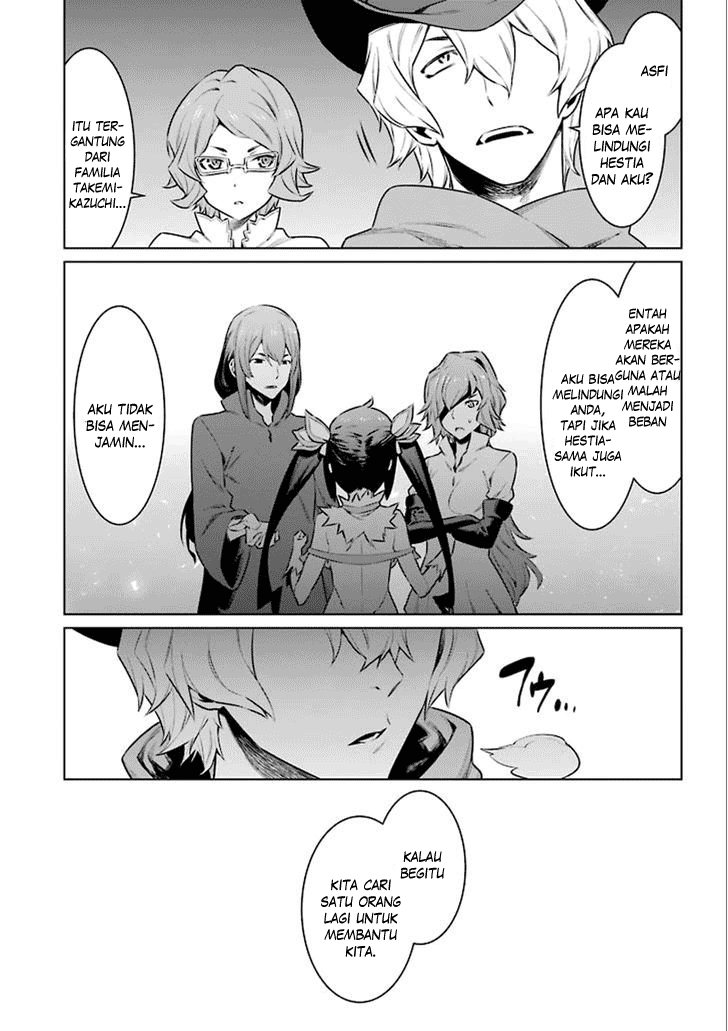 ASFI
APA KAU
BISA ME-
LINDUNGI
HESTIA
DAN AKU?
ITU TER-
GANTUNG
DARI
FAMILIA
TAKEMI-
KAZUCHI...
ENTAH
APAKAH
MEREKA
AKAN BER-
GUNA ATAU
MALAH
MENJADI
BEBAN
AKU BISA
MELINDUNGI
ANDA,
TAPI JIKA
HESTIA-
SAMA JUGA
IKUT...
AKU TIDAK
BISA MEN-
JAMIN...
フゥ...
KALAU
BEGITU
KITA CARI
SATU ORANG
LAGI UNTUK
MEMBANTU
KITA.